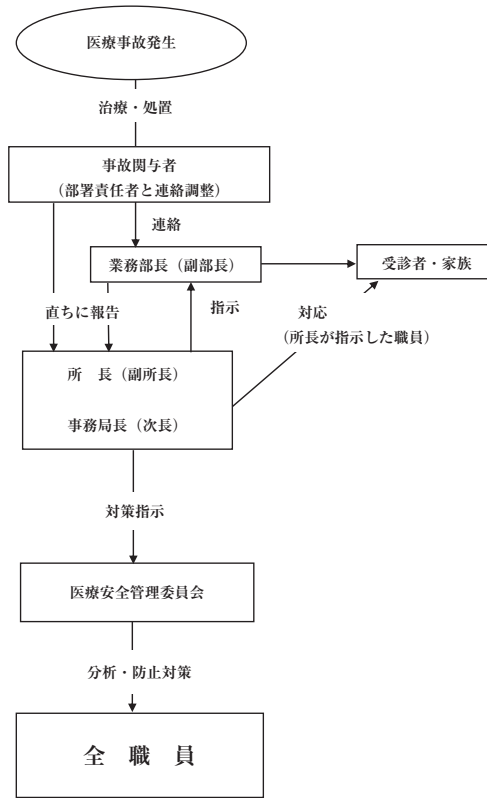 医療事故発生
治療・処置
事故関与者
（部署責任者と連絡調整）
連絡
業務部長（副部長）
受診者・家族
直ちに報告
指示
対応
（所長が指示した職員）
所　長（副所長）
事務局長（次長）
対策指示
医療安全管理委員会
分析・防止対策
全　職　員